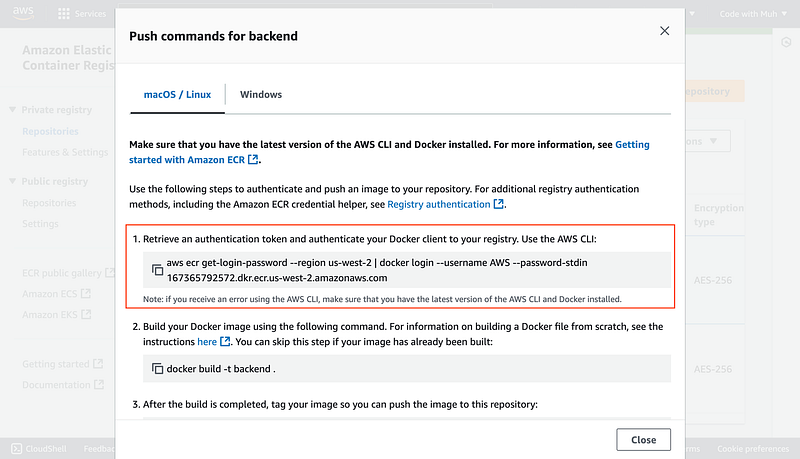 aws
Services
Code with Muh
Push commands for backend
Amazon Elastic
Container Regis
Private registry
Repositories
Features & Settings
Public registry
Repositories
Settings
ECR public gallery
Amazon ECS
Amazon EKS
Getting started
Documentation
macOS / Linux
Windows
Make sure that you have the latest version of the AWS CLI and Docker installed. For more information, see Getting
started with Amazon ECR.
Use the following steps to authenticate and push an image to your repository. For additional registry authentication
methods, including the Amazon ECR credential helper, see Registry authentication.
1. Retrieve an authentication token and authenticate your Docker client to your registry. Use the AWS CLI:
aws ecr get-login-password --region us-west-2 | docker login --username AWS --password-stdin
167365792572.dkr.ecr.us-west-2.amazonaws.com
Note: if you receive an error using the AWS CLI, make sure that you have the latest version of the AWS CLI and Docker installed.
2. Build your Docker image using the following command. For information on building a Docker file from scratch, see the
instructions here. You can skip this step if your image has already been built:
docker build -t backend .
3. After the build is completed, tag your image so you can push the image to this repository:
Close
epository
ons
Encryption
type
AES-256
AES-256
CloudShell
Feedbac
rms
Cookie preferences